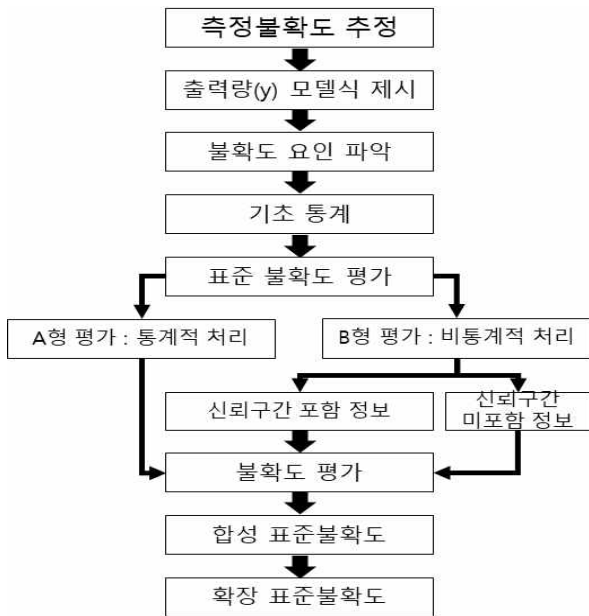 측정불확도 추정
출력량(y) 모델식 제시
불확도 요인 파악
기초 통계
표준 불확도 평가
A형 평가 : 통계적 처리
B형 평가 : 비통계적 처리
신뢰구간 포함 정보
신뢰구간
미포함 정보
불확도 평가
합성 표준불확도
확장 표준불확도